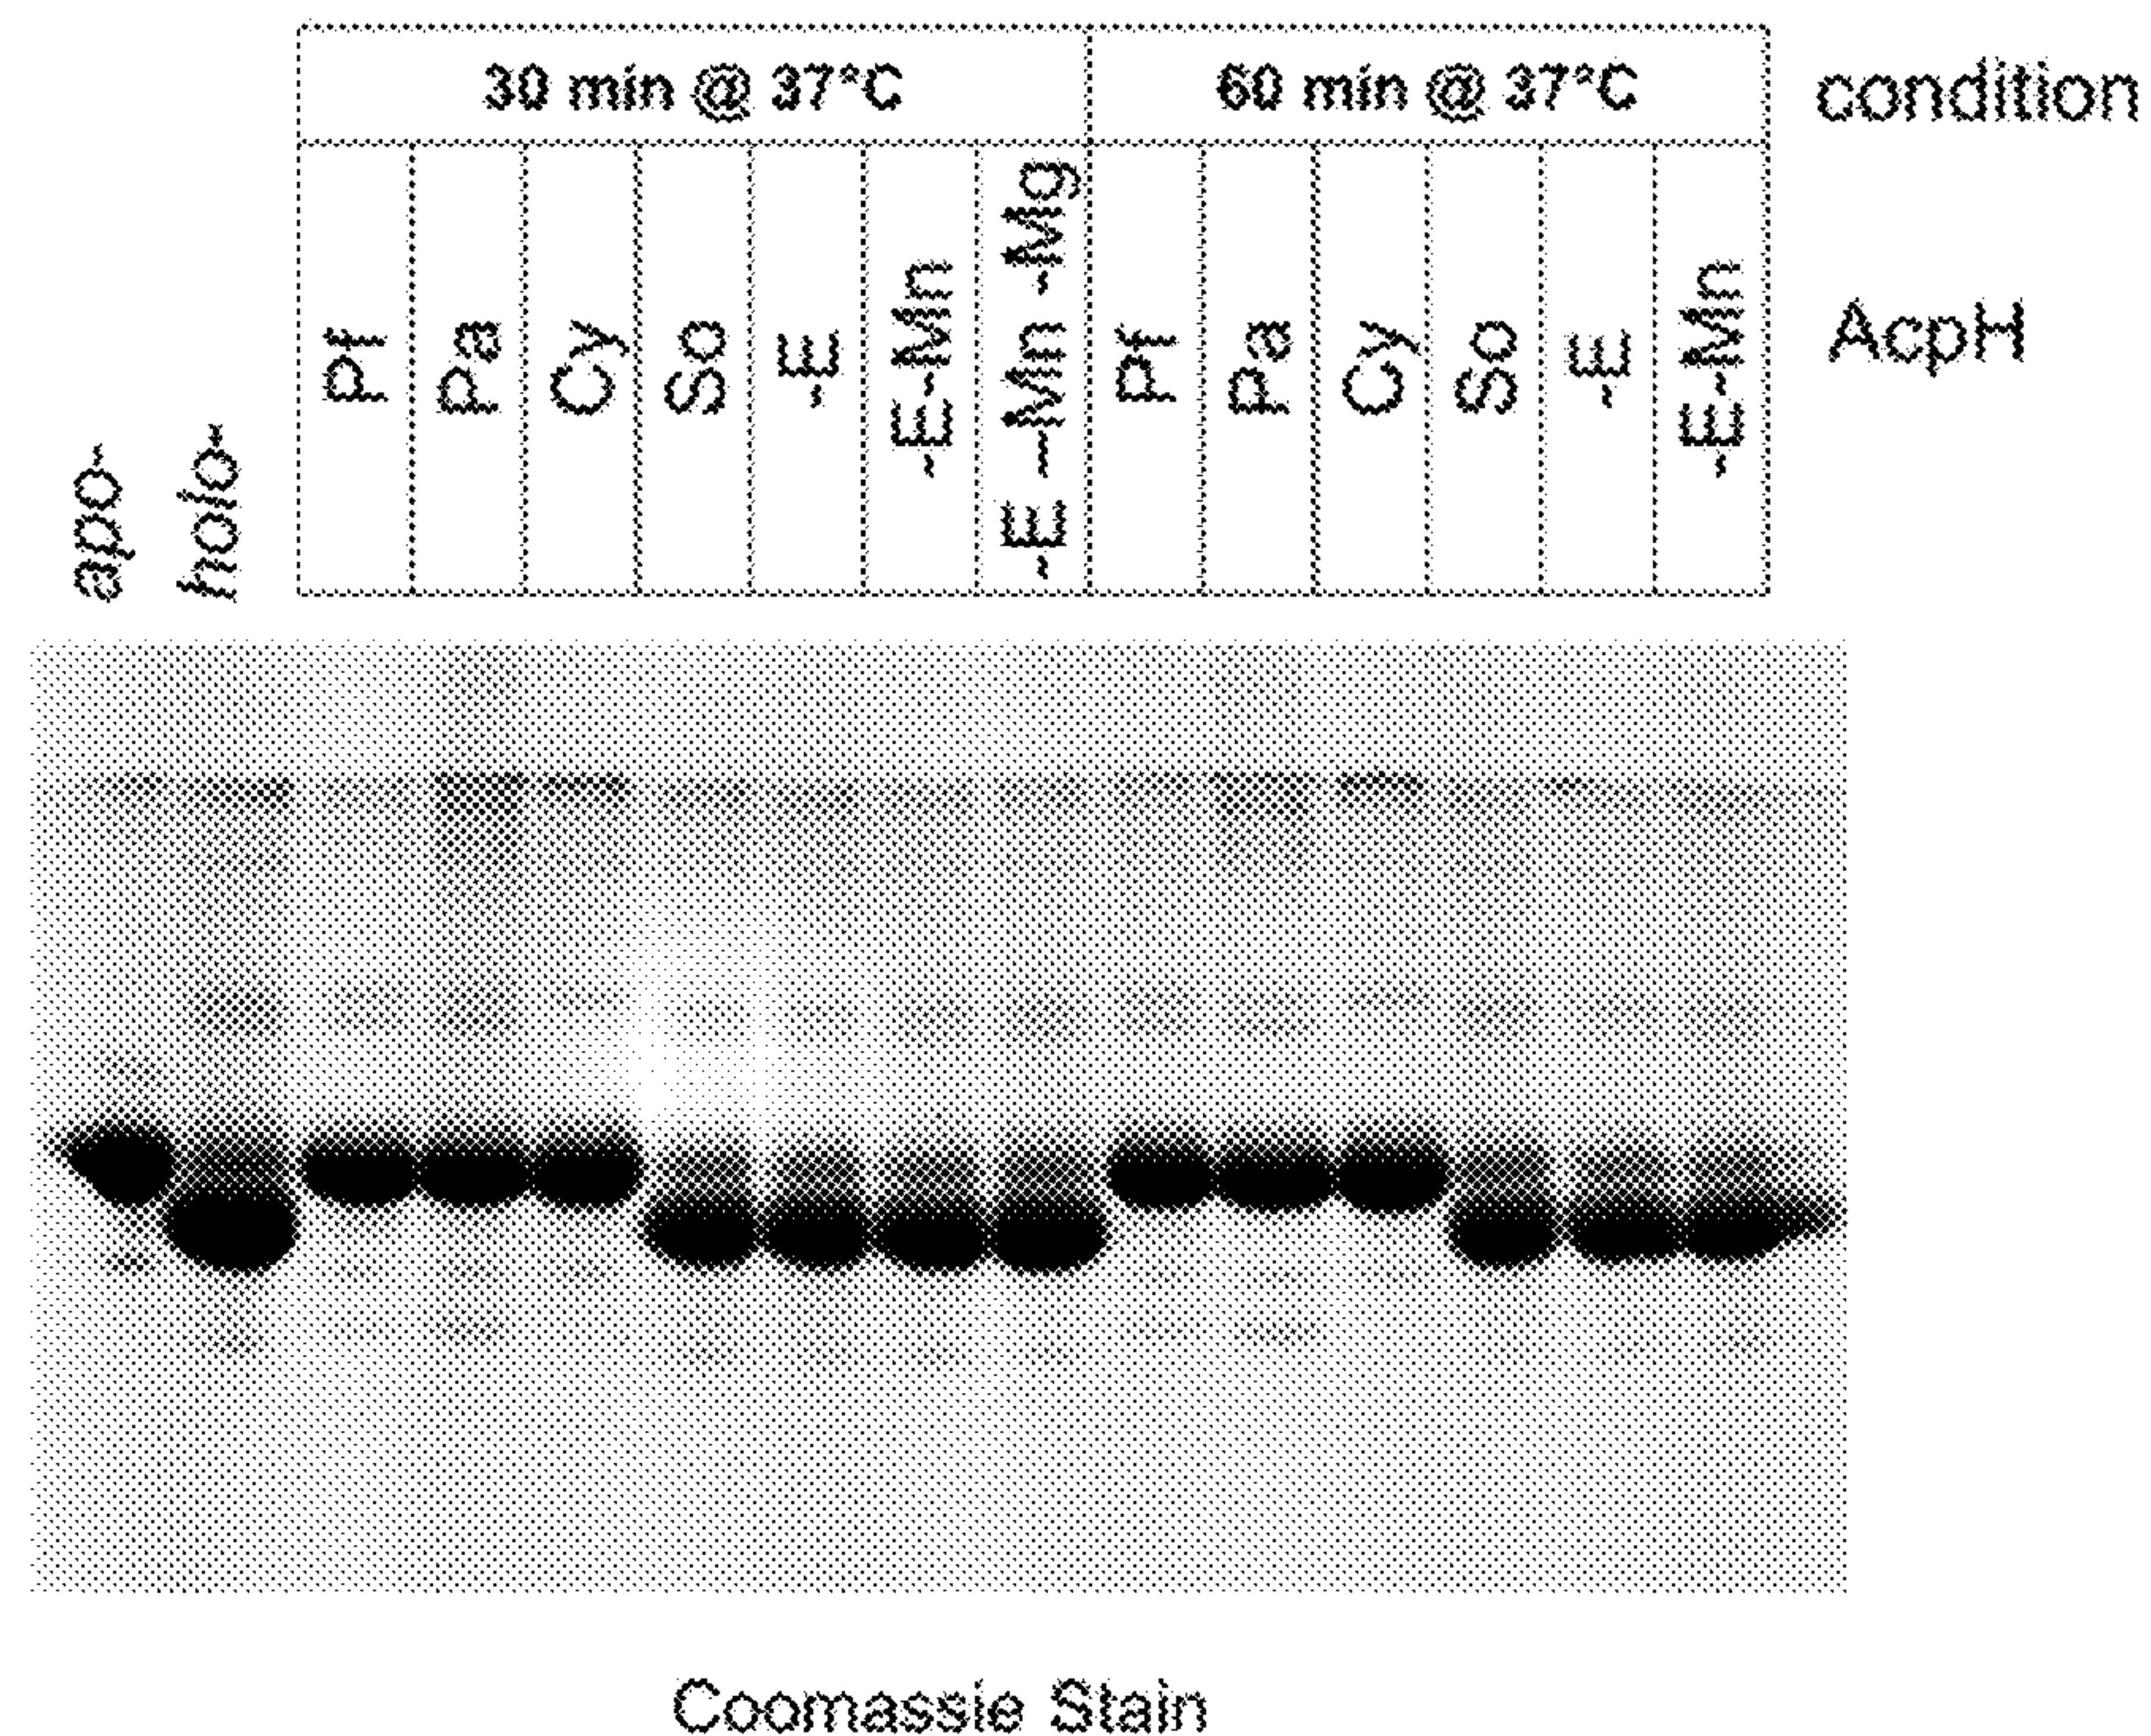 30 min @ 37°C 60 min @ 37°C condition
apo- holo- Pf Pa Cy So -E -E-Mn -E -Mn -Mg Pf Pa Cy So -E -E-Mn AcpH
Coomassie Stain